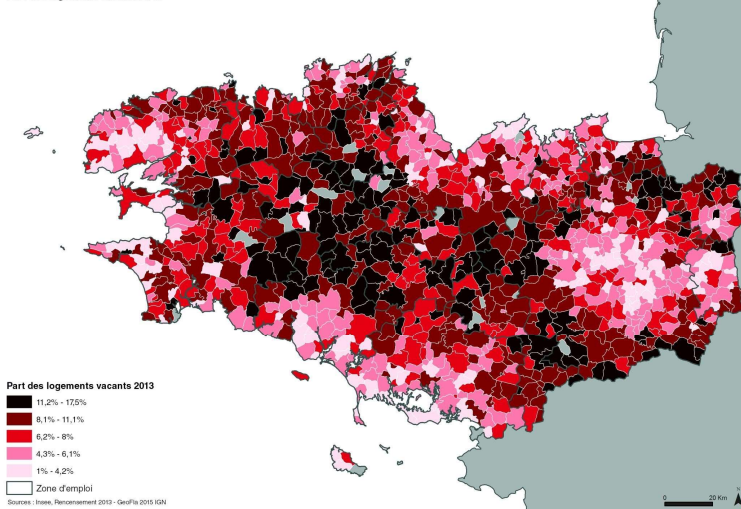 Part des logements vacants 2013
11,2% - 17,5%
8,1% - 11,1%
6,2% - 8%
4,3% - 6,1%
1% - 4,2%
Zone d'emploi
Sources : Insee, Recensement 2013 - GeoFla 2015 IGN
0 20 Km
N